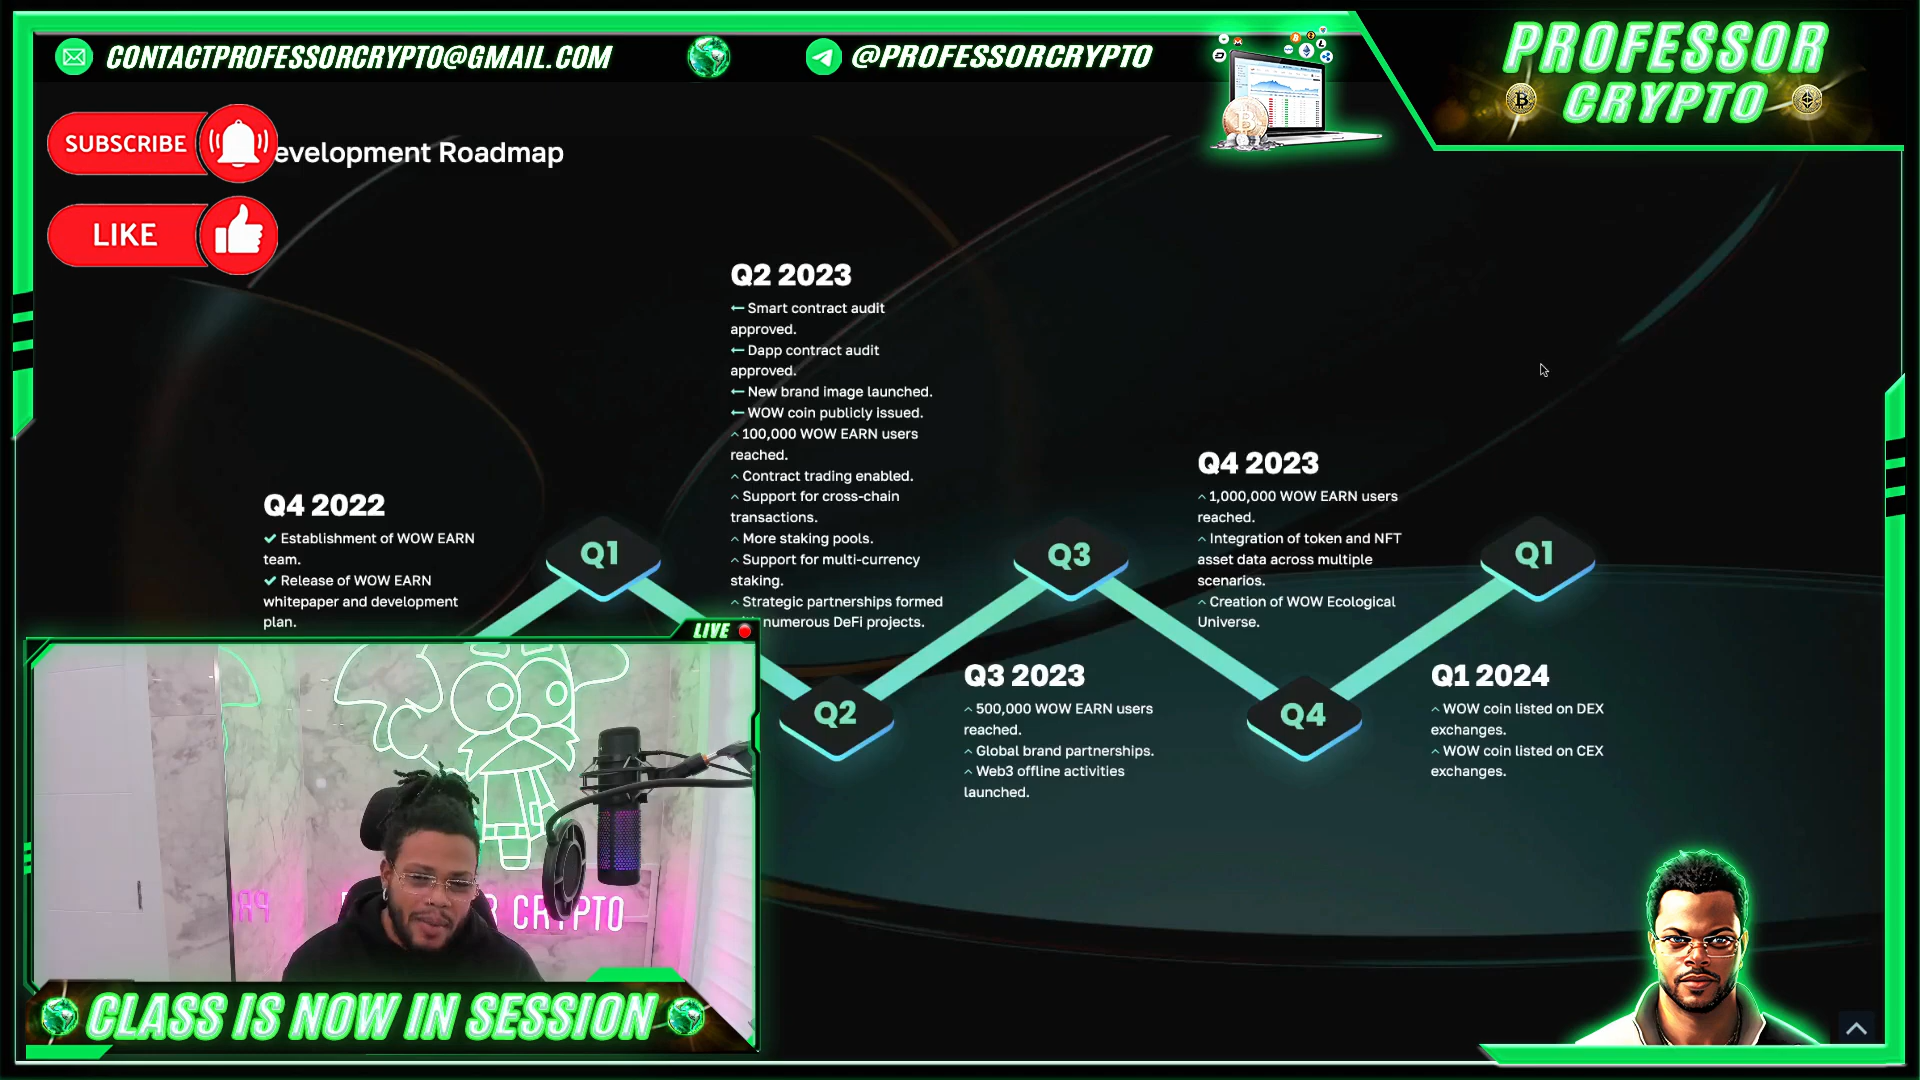 CONTACTPROFESSORCRYPTO@GMAIL.COM
@PROFESSORCRYPTO
PROFESSOR
CRYPTO
SUBSCRIBE
LIKE
evelopment Roadmap
Q4 2022
✔ Establishment of WOW EARN
team.
✔ Release of WOW EARN
whitepaper and development
plan.
Q1
Q2 2023
Smart contract audit
approved.
Dapp contract audit
approved.
New brand image launched.
WOW coin publicly issued.
100,000 WOW EARN users
reached.
Contract trading enabled.
Support for cross-chain
transactions.
More staking pools.
Support for multi-currency
staking.
Strategic partnerships formed
numerous DeFi projects.
Q2
Q3
Q3 2023
500,000 WOW EARN users
reached.
Global brand partnerships.
Web3 offline activities
launched.
Q4 2023
1,000,000 WOW EARN users
reached.
Integration of token and NFT
asset data across multiple
scenarios.
Creation of WOW Ecological
Universe.
Q4
Q1
Q1 2024
WOW coin listed on DEX
exchanges.
WOW coin listed on CEX
exchanges.
LIVE
CLASS IS NOW IN SESSION